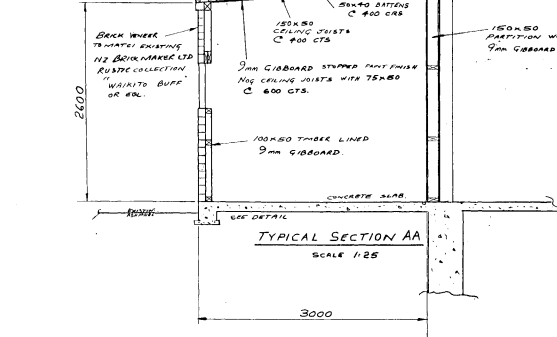 50x40 BATTENS
@ 400 CRS
150x50
CEILING JOISTS
@ 400 CTS
150x50
PARTITION W
9mm GIBBOARD
BRICK VENEER
TO MATCH EXISTING
NZ BRICK MAKER LTD
RUSTIC COLLECTION
"WAIKITO BUFF"
OR EQL.
9mm GIBBOARD STOPPED PAINT FINISH
NOG CEILING JOISTS WITH 75x50
@ 600 CTS.
2600
100x50 TIMBER LINED
9mm GIBBOARD.
CONCRETE SLAB
EXISTING
SEE DETAIL
TYPICAL SECTION AA
SCALE 1:25
3000